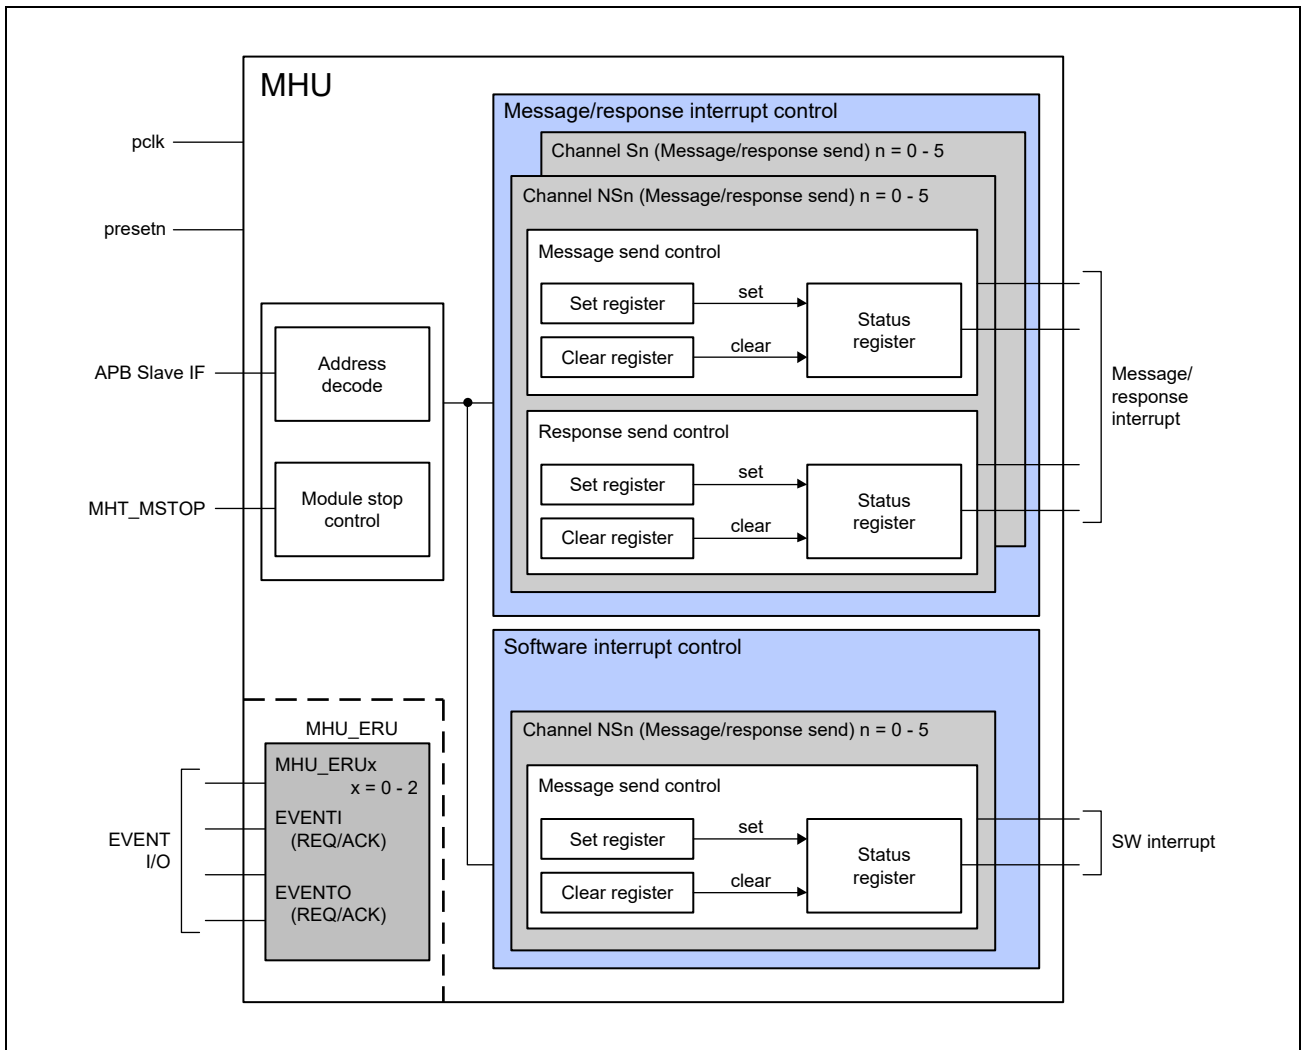 MHU
pclk
presetn
APB Slave IF
MHT_MSTOP
Address
decode
Module stop
control
Message/response interrupt control
Channel Sn (Message/response send) n = 0 - 5
Channel NSn (Message/response send) n = 0 - 5
Message send control
Set register
set
Clear register
clear
Status
register
Response send control
Set register
set
Clear register
clear
Status
register
Message/
response
interrupt
Software interrupt control
Channel NSn (Message/response send) n = 0 - 5
Message send control
Set register
set
Clear register
clear
Status
register
SW interrupt
MHU_ERU
MHU_ERUx
x = 0 - 2
EVENTI
(REQ/ACK)
EVENTO
(REQ/ACK)
EVENT
I/O